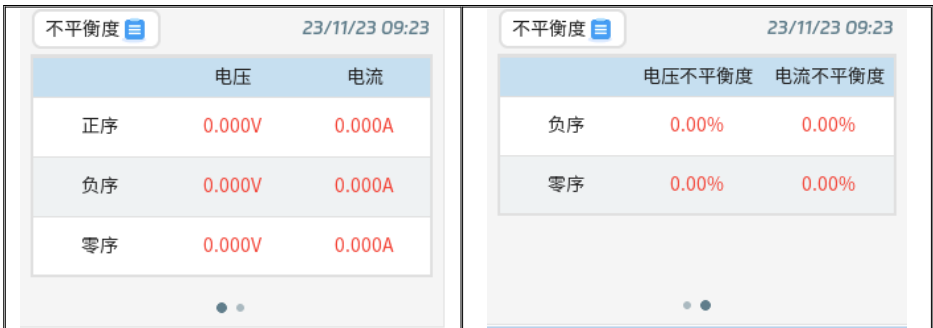 不平衡度 23/11/23 09:23
电压 电流
正序 0.000V 0.000A
负序 0.000V 0.000A
零序 0.000V 0.000A
不平衡度 23/11/23 09:23
电压不平衡度 电流不平衡度
负序 0.00% 0.00%
零序 0.00% 0.00%